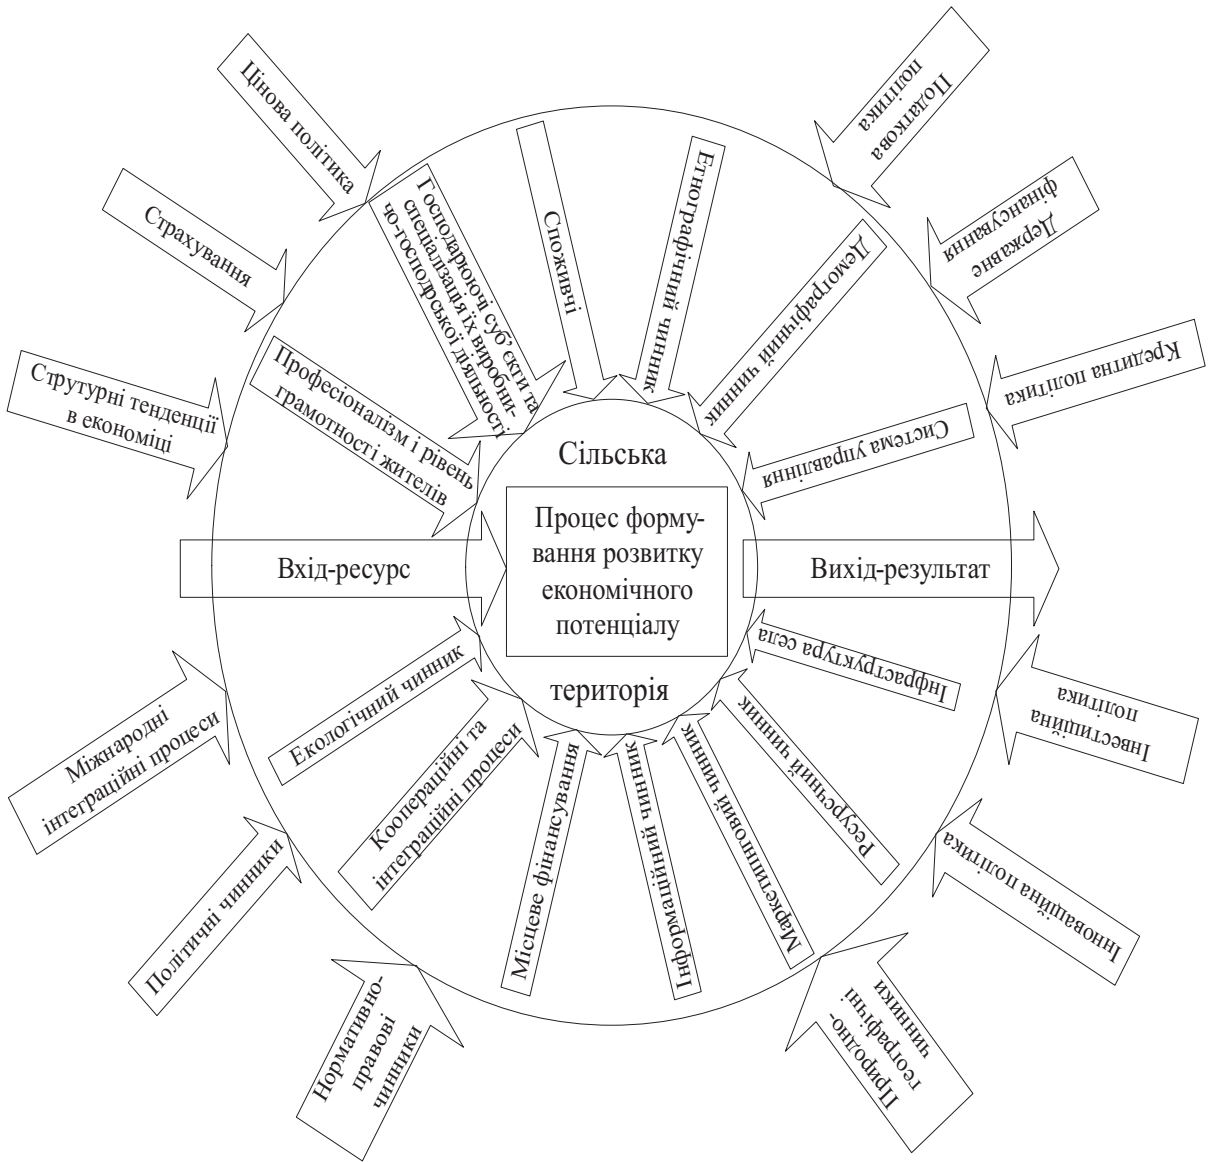 Цінова політика
Страхування
Струтурні тенденції
в економіці
Податкова
політика
Державне
фінансування
Кредитна політика
Господарюючі суб’єкти та
спеціалізація їх виробни-
чо-господрської діяльності
Споживчі
Етнографічний чинник
Демографічний
чинник
Професіоналізм і рівень
грамотності жителів
Система
управління
Сільська
Процес форму-
вання розвитку
економічного
потенціалу
територія
Вхід-ресурс
Вихід-результат
Екологічний чинник
Коопераційні та
інтеграційні процеси
Місцеве фінансування
Інформаційний
чинник
Маркетинговий чинник
Ресурсний чинник
Інфраструктура села
Міжнародні
інтеграційні процеси
Політичні чинники
Нормативно-
правові
чинники
Природно-
географічні
чинники
Інноваційна політика
Інвестиційна
політика